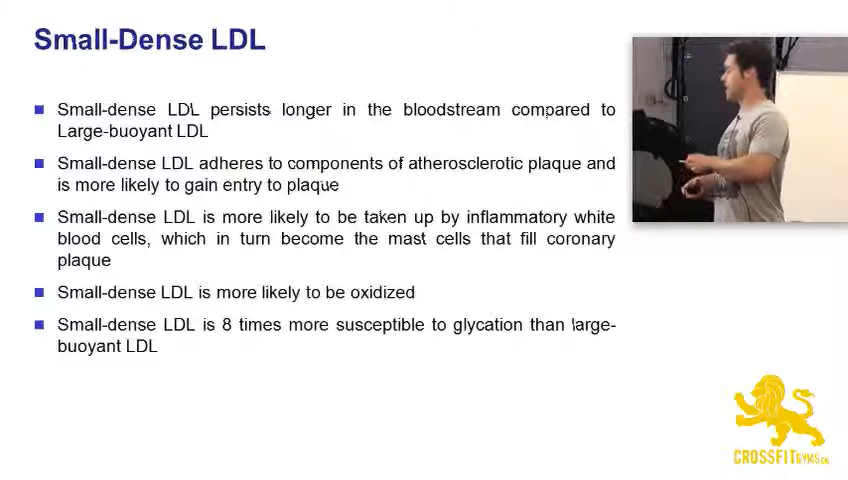 Small-Dense LDL
Small-dense LDL persists longer in the bloodstream compared to
Large-buoyant LDL
Small-dense LDL adheres to components of atherosclerotic plaque and
is more likely to gain entry to plaque
Small-dense LDL is more likely to be taken up by inflammatory white
blood cells, which in turn become the mast cells that fill coronary
plaque
Small-dense LDL is more likely to be oxidized
Small-dense LDL is 8 times more susceptible to glycation than large-
buoyant LDL
CROSSFITGYMS.CA